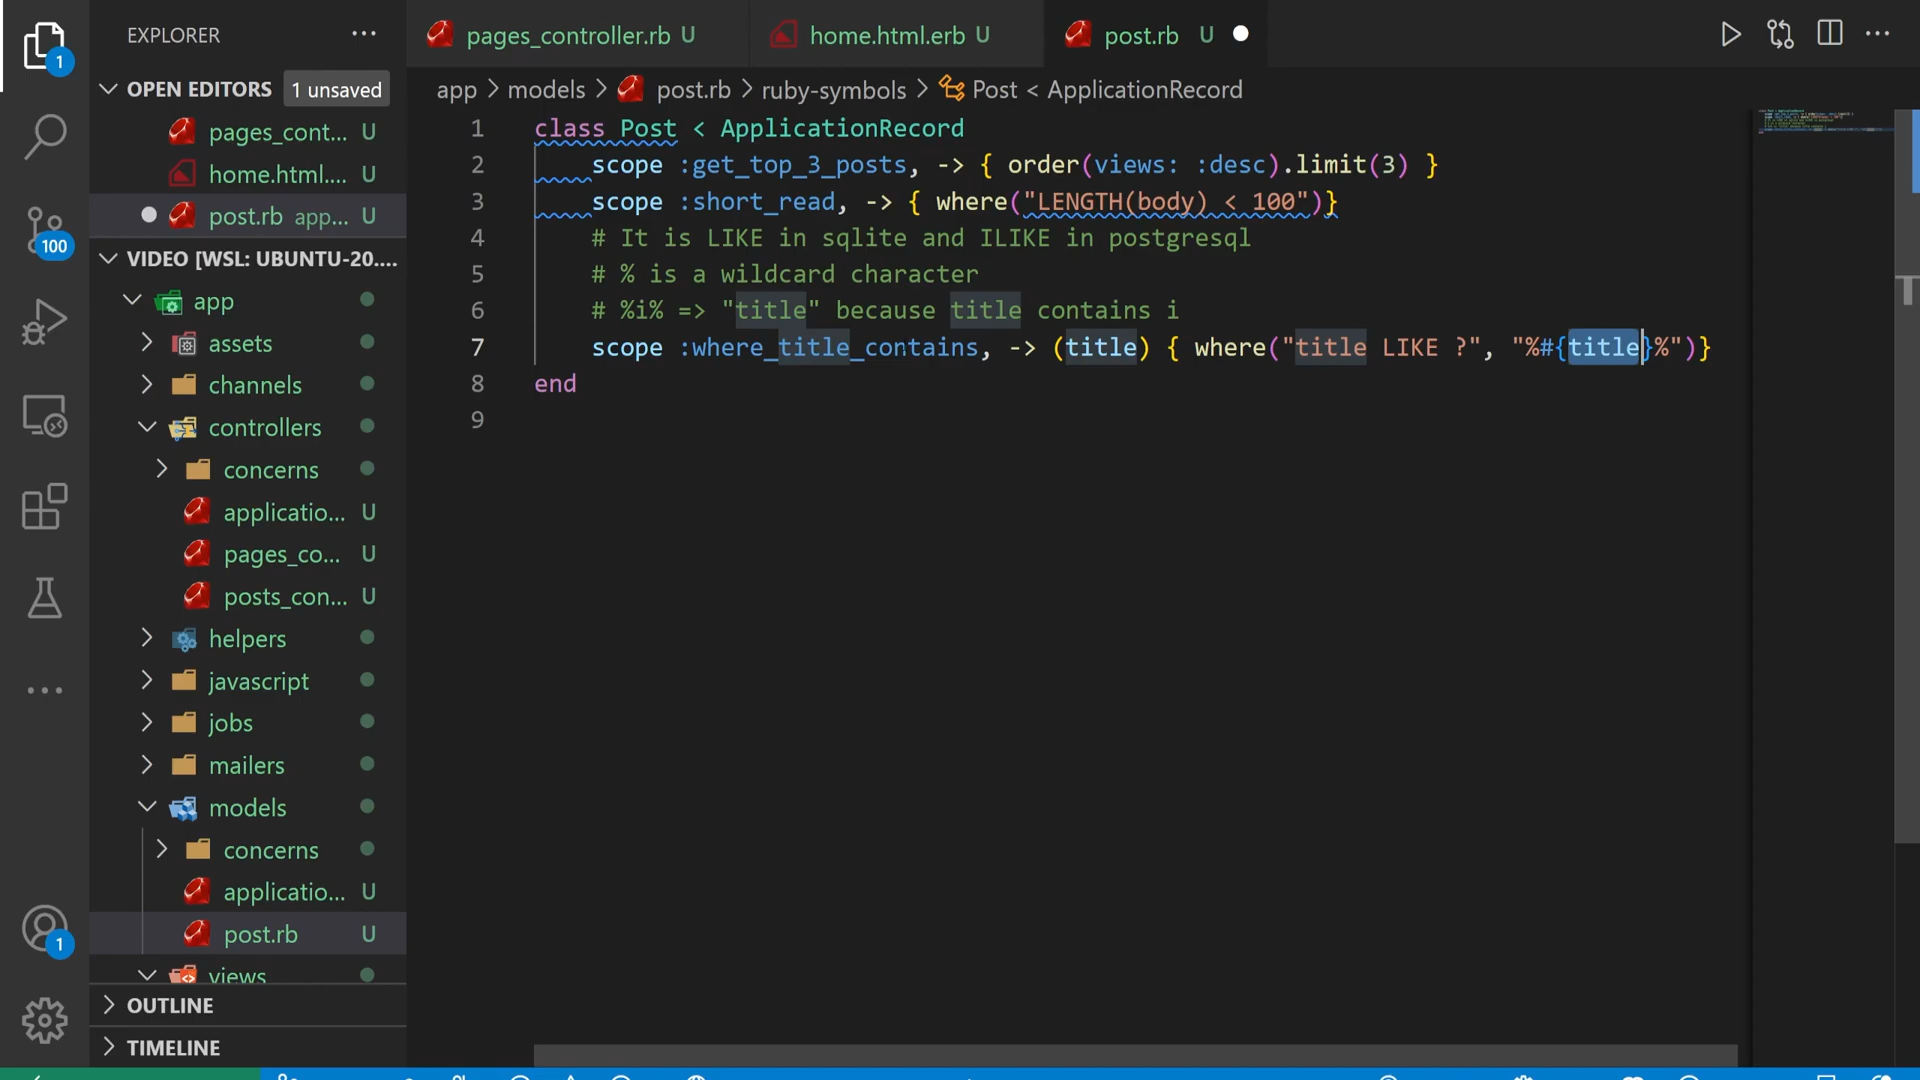 EXPLORER
pages_controller.rb U
home.html.erb U
post.rb U
OPEN EDITORS 1 unsaved
app > models > post.rb > ruby-symbols > Post < ApplicationRecord
pages_cont... U
home.html.... U
post.rb app... U
VIDEO [WSL: UBUNTU-20....
app
assets
channels
controllers
concerns
applicatio... U
pages_co... U
posts_con... U
helpers
javascript
jobs
mailers
models
concerns
applicatio... U
post.rb U
views
OUTLINE
TIMELINE
1
100
1
1 class Post < ApplicationRecord
2 scope :get_top_3_posts, -> { order(views: :desc).limit(3) }
3 scope :short_read, -> { where("LENGTH(body) < 100")}
4 # It is LIKE in sqlite and ILIKE in postgresql
5 # % is a wildcard character
6 # %i% => "title" because title contains i
7 scope :where_title_contains, -> (title) { where("title LIKE ?", "%#{title}%")}
8 end
9